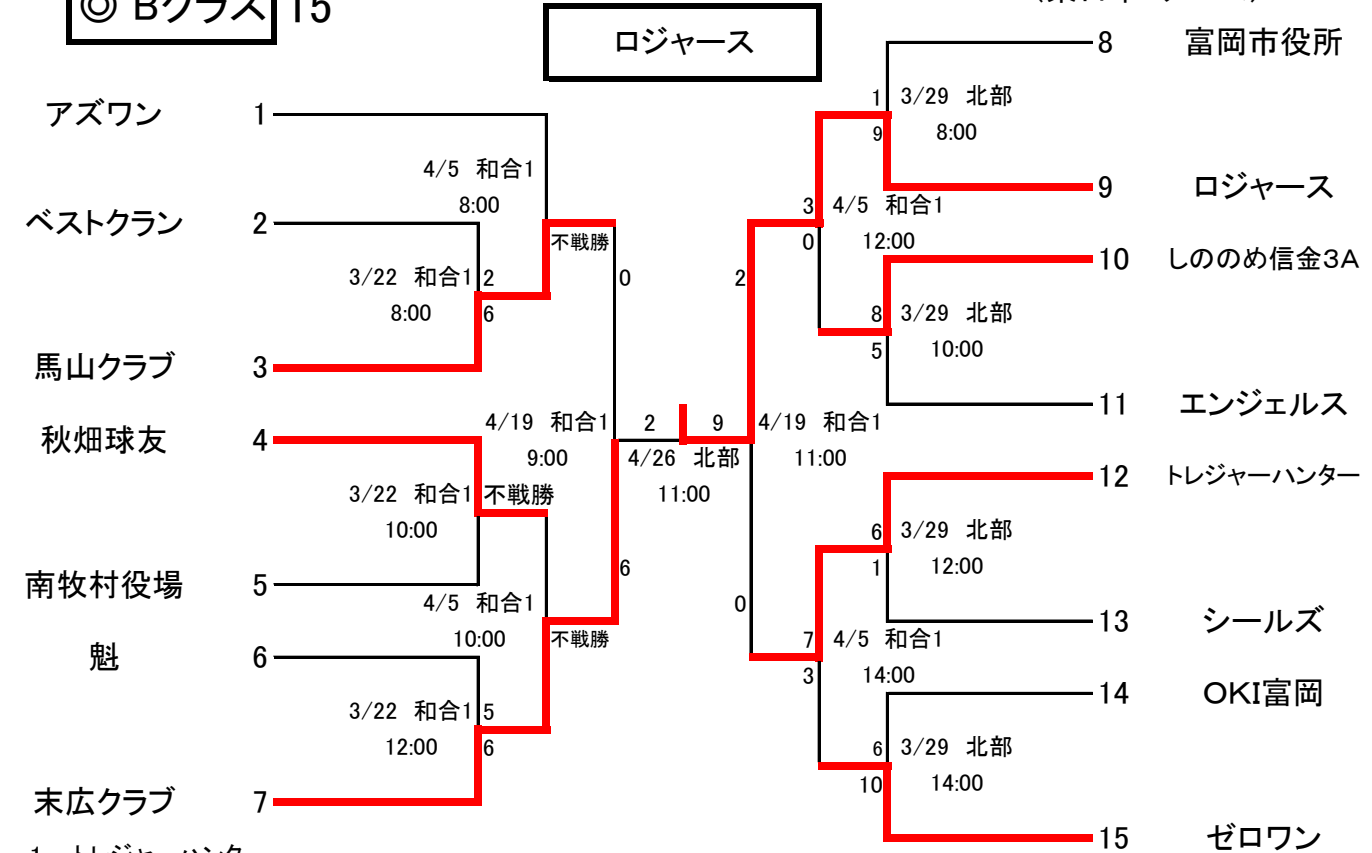 ◎ Bクラス 15
ロジャース
アズワン 1
4/5 和合1
8:00
ベストクラン 2
不戦勝
3/22 和合1 2
8:00 6
0
馬山クラブ 3
秋畑球友 4
4/19 和合1
9:00
3/22 和合1 不戦勝
10:00
南牧村役場 5
4/5 和合1
10:00 不戦勝
6
魁 6
3/22 和合1 5
12:00 6
末広クラブ 7
2 9
4/26 北部
11:00
8 富岡市役所
1 3/29 北部
9 8:00
9 ロジャース
3 4/5 和合1
0 12:00
2
10 しののめ信金3A
8 3/29 北部
5 10:00
11 エンジェルス
4/19 和合1
11:00
12 トレジャーハンター
6 3/29 北部
1 12:00
0
13 シールズ
7 4/5 和合1
3 14:00
14 OKI富岡
6 3/29 北部
10 14:00
15 ゼロワン